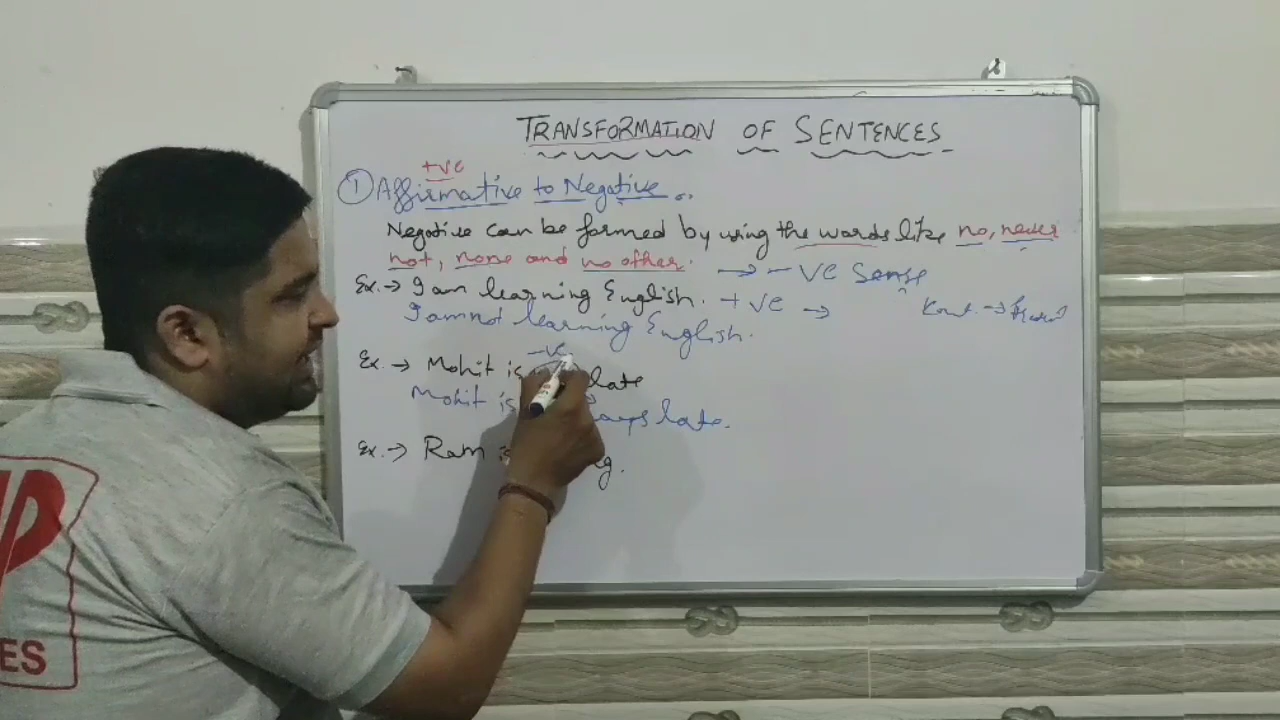 TRANSFORMATION OF SENTENCES
+ve
① Affirmative to Negative..
Negative can be formed by using the words like no, never
not, none and no other. → - VE Sense
Ex. → I am learning English. + VE →
I am not learning English.
-ve
Ex. → Mohit is late
Mohit is late.
Ex. → Ram
ES